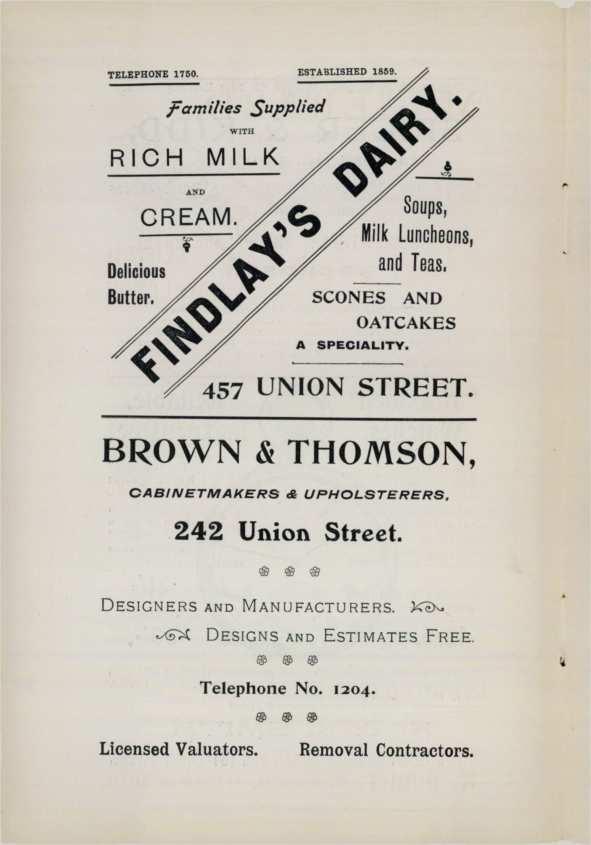 TELEPHONE 1750.
ESTABLISHED 1859.
Families Supplied
WITH
RICH MILK
AND
CREAM.
Delicious
Butter.
FINDLAY'S DAIRY.
Soups,
Milk Luncheons,
and Teas.
SCONES AND
OATCAKES
A SPECIALITY.
457 UNION STREET.
BROWN & THOMSON,
CABINETMAKERS & UPHOLSTERERS,
242 Union Street.
DESIGNERS AND MANUFACTURERS.
DESIGNS AND ESTIMATES FREE.
Telephone No. 1204.
Licensed Valuators. Removal Contractors.